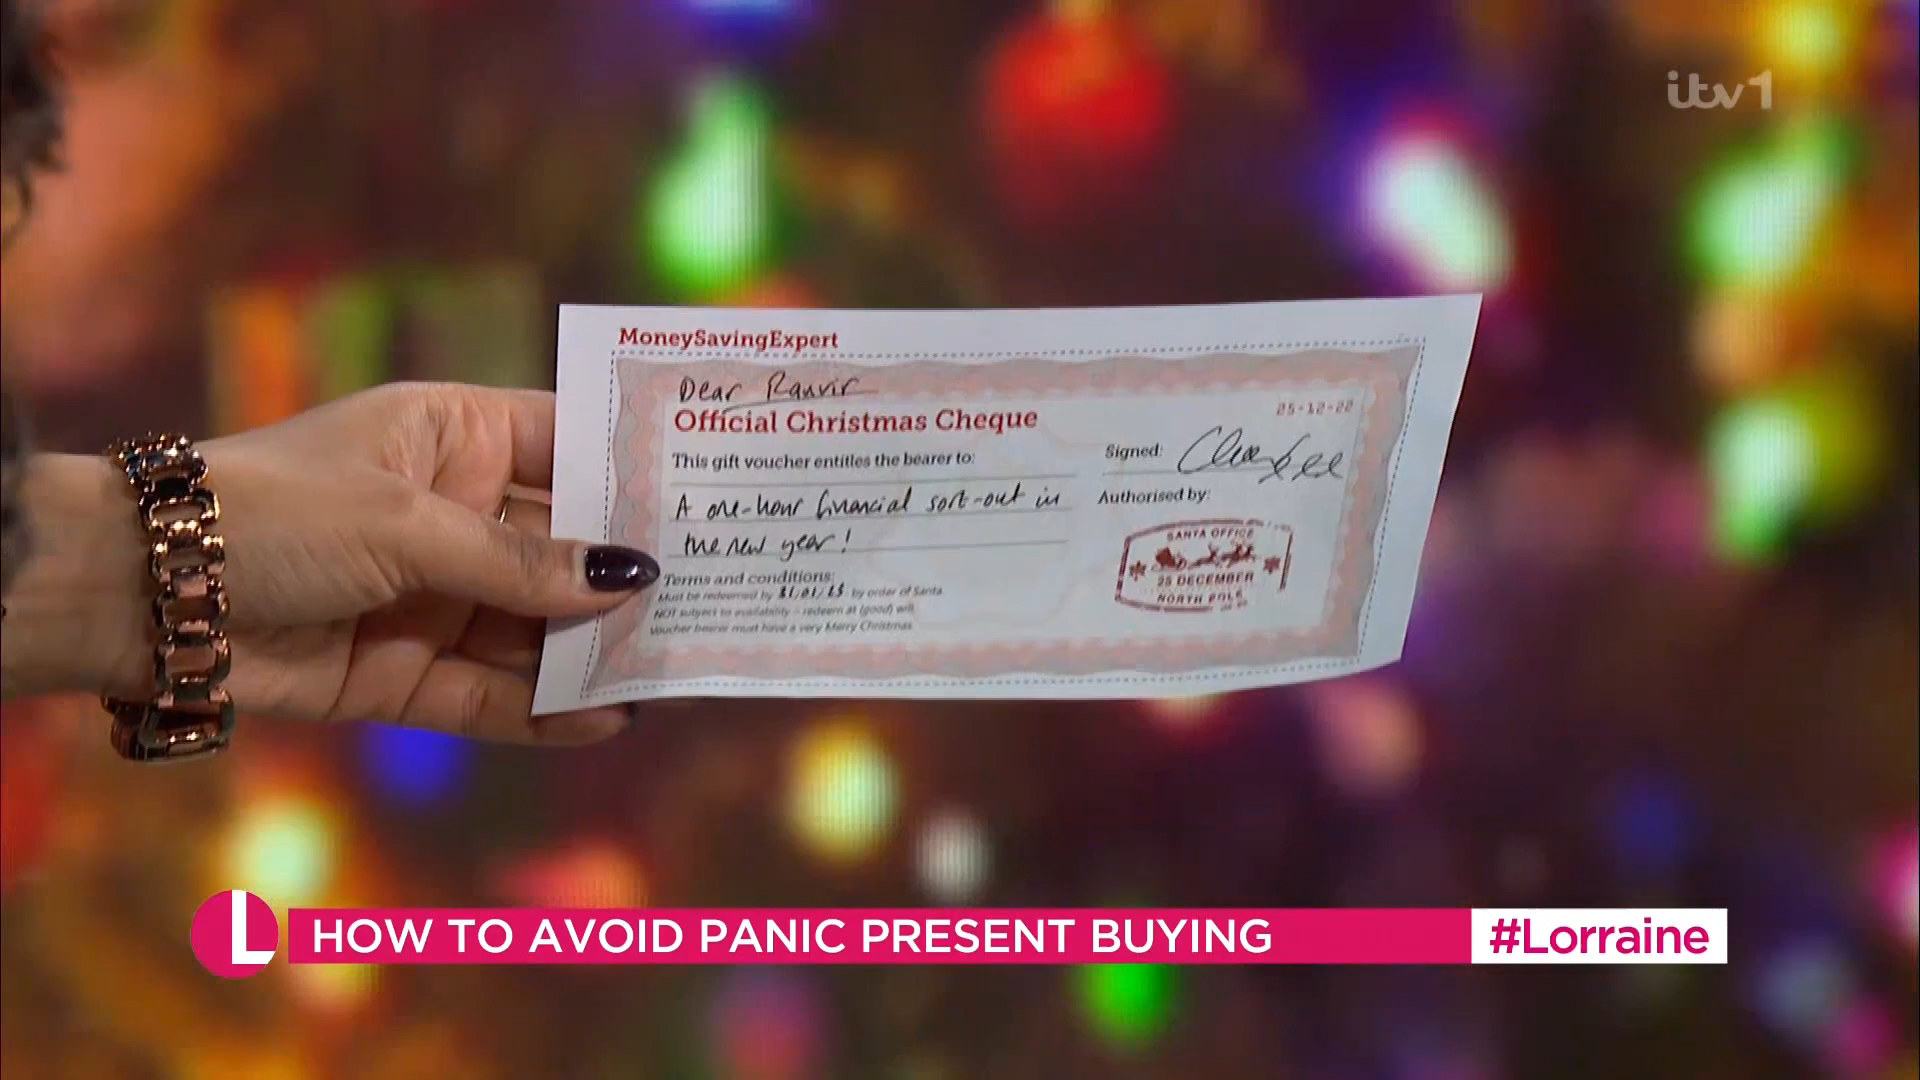 itv1
MoneySavingExpert
Dear Ranvir
Official Christmas Cheque
25-12-22
This gift voucher entitles the bearer to:
Signed:
A one-hour financial sort-out in
the new year!
Authorised by:
SANTA OFFICE
25 DECEMBER
NORTH POLE
Terms and conditions:
Must be redeemed by 31/01/23 by order of Santa
NOT subject to availability - redeem at (good) will
Voucher bearer must have a very Merry Christmas
L HOW TO AVOID PANIC PRESENT BUYING #Lorraine